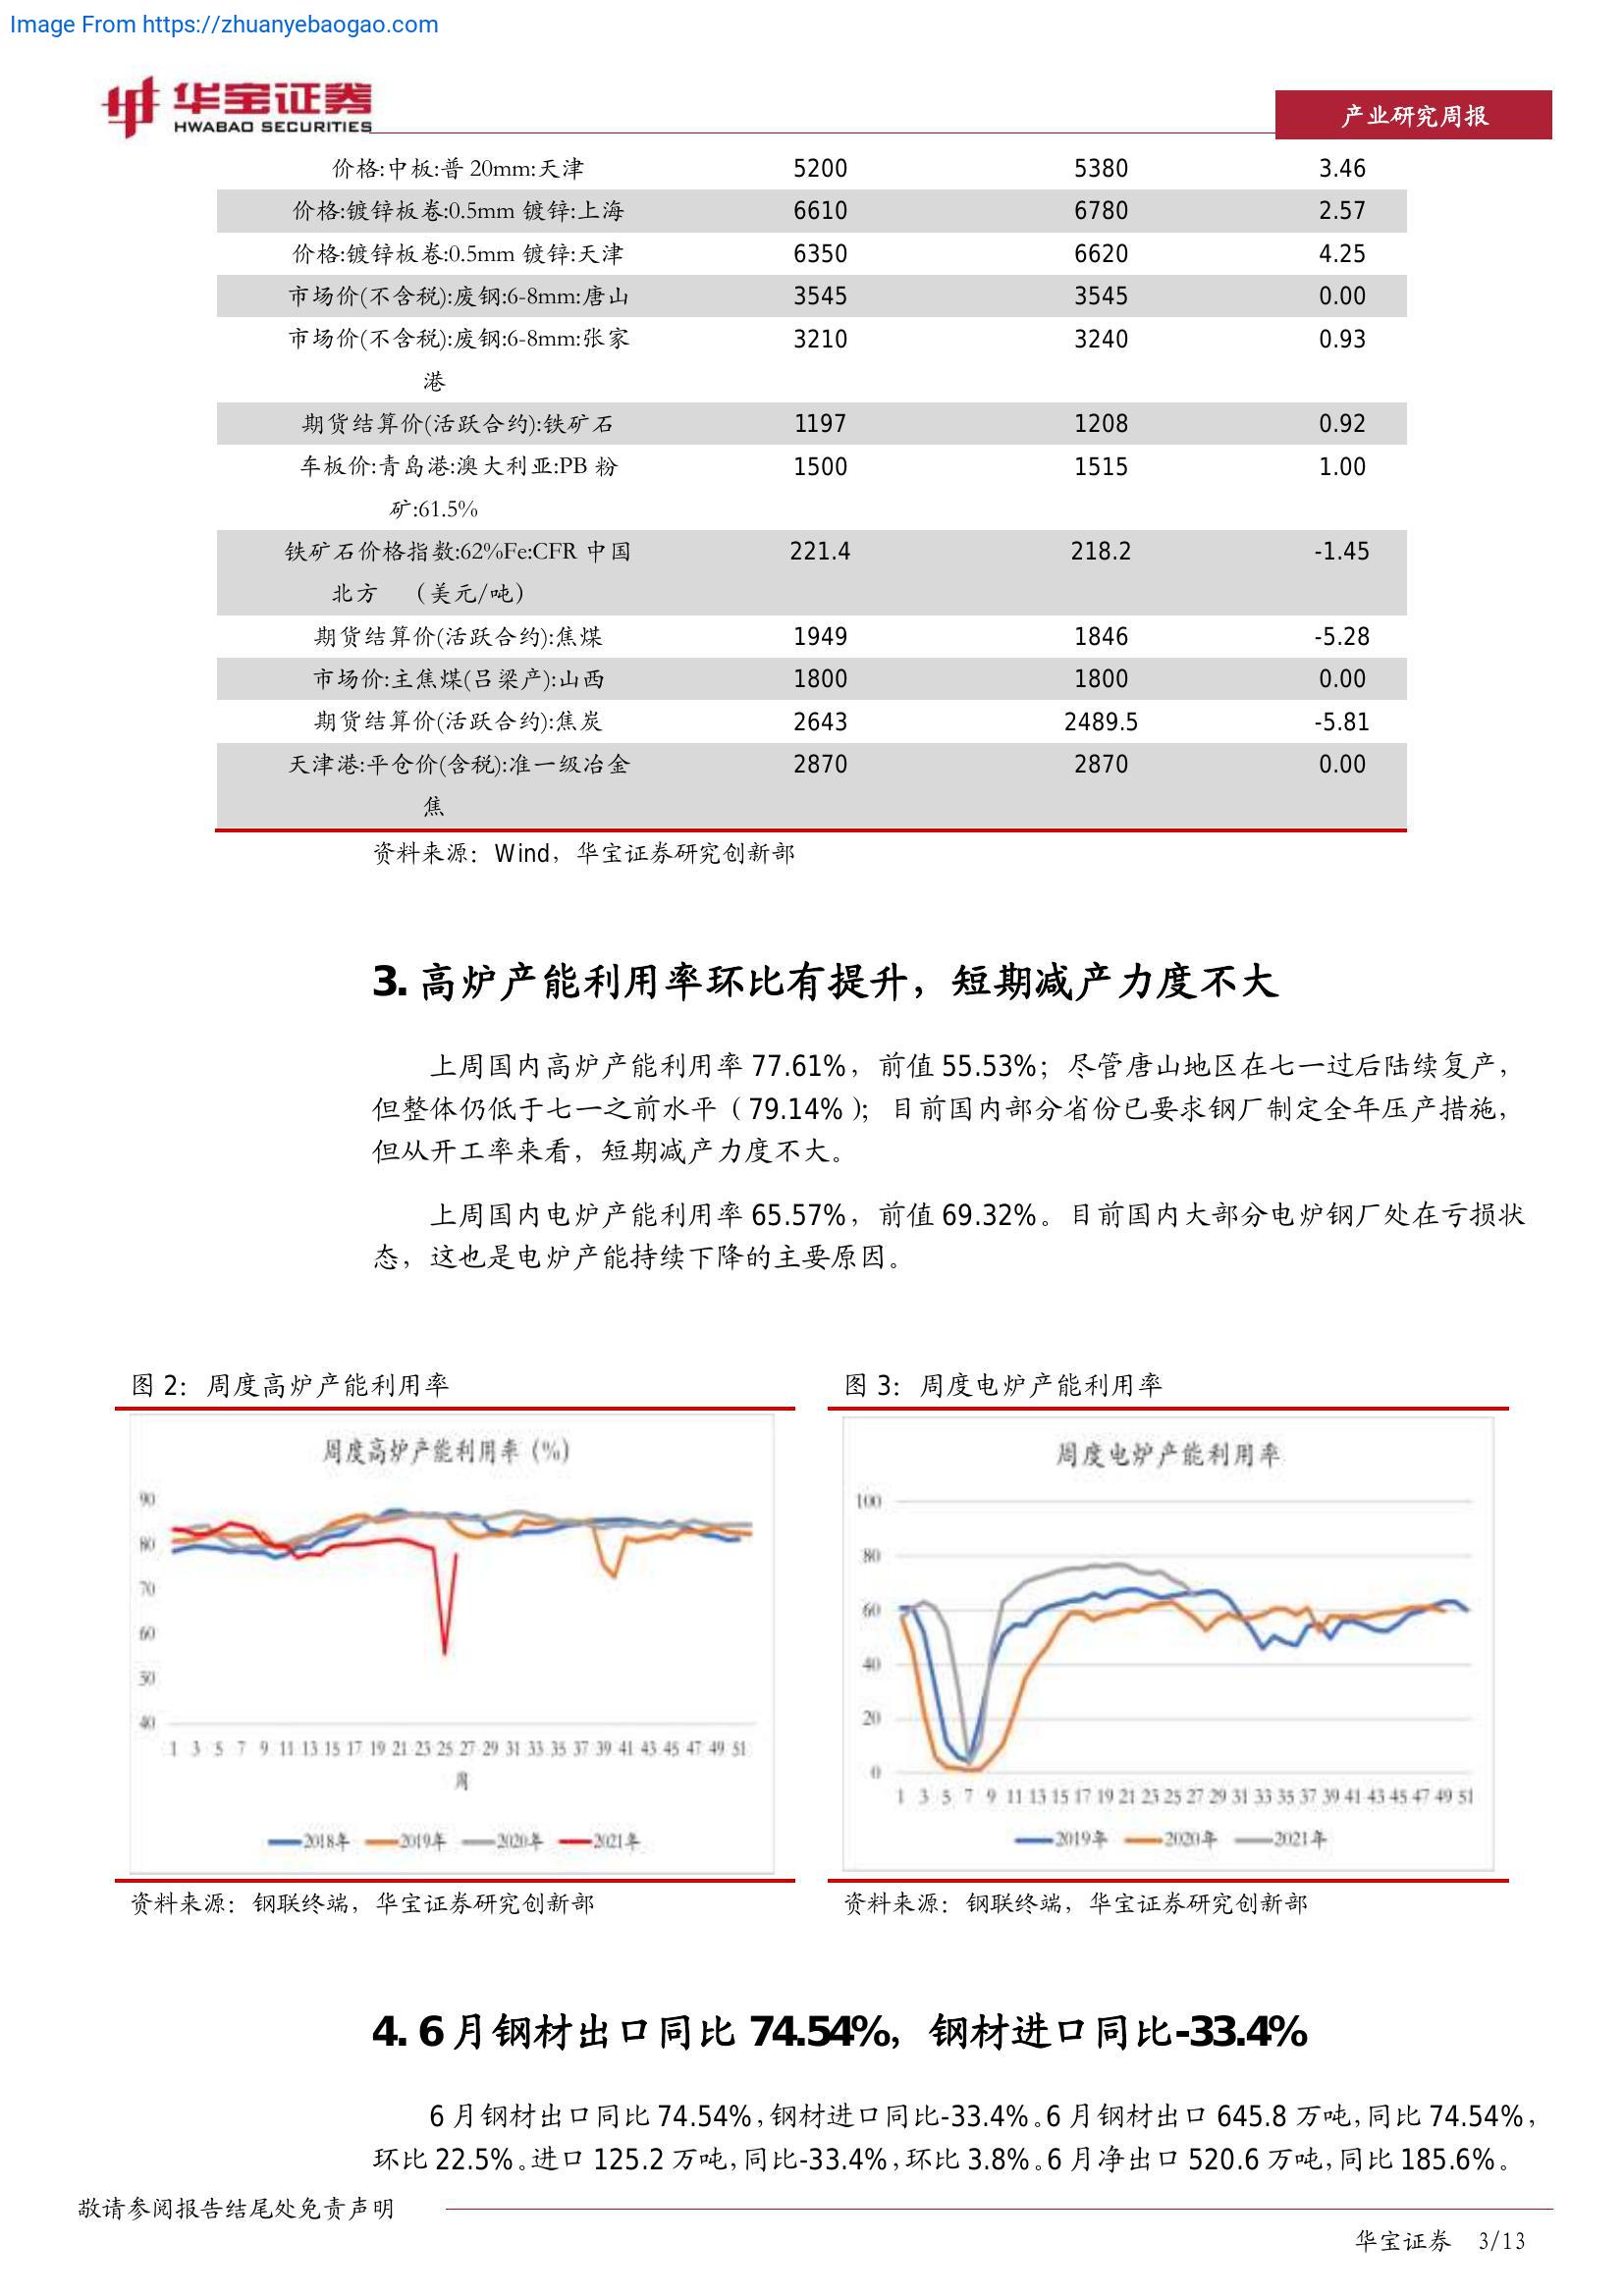 Image From https://zhuanyebaogao.com
华宝证券
HWABAO SECURITIES
产业研究周报
价格:中板:普 20mm:天津 5200 5380 3.46
价格:镀锌板卷:0.5mm 镀锌:上海 6610 6780 2.57
价格:镀锌板卷:0.5mm 镀锌:天津 6350 6620 4.25
市场价(不含税):废钢:6-8mm:唐山 3545 3545 0.00
市场价(不含税):废钢:6-8mm:张家 3210 3240 0.93
港
期货结算价(活跃合约):铁矿石 1197 1208 0.92
车板价:青岛港:澳大利亚:PB 粉 1500 1515 1.00
矿:61.5%
铁矿石价格指数:62%Fe:CFR 中国 221.4 218.2 -1.45
北方 （美元/吨）
期货结算价(活跃合约):焦煤 1949 1846 -5.28
市场价:主焦煤(吕梁产):山西 1800 1800 0.00
期货结算价(活跃合约):焦炭 2643 2489.5 -5.81
天津港:平仓价(含税):准一级冶金 2870 2870 0.00
焦
资料来源：Wind，华宝证券研究创新部
3. 高炉产能利用率环比有提升，短期减产力度不大
上周国内高炉产能利用率 77.61%，前值 55.53%；尽管唐山地区在七一过后陆续复产，
但整体仍低于七一之前水平（79.14%）；目前国内部分省份已要求钢厂制定全年压产措施，
但从开工率来看，短期减产力度不大。
上周国内电炉产能利用率 65.57%，前值 69.32%。目前国内大部分电炉钢厂处在亏损状
态，这也是电炉产能持续下降的主要原因。
图 2：周度高炉产能利用率
周度高炉产能利用率（%）
90
80
70
60
50
40
1 3 5 7 9 11 13 15 17 19 21 23 25 27 29 31 33 35 37 39 41 43 45 47 49 51
周
2018年 2019年 2020年 2021年
资料来源：钢联终端，华宝证券研究创新部
图 3：周度电炉产能利用率
周度电炉产能利用率
100
80
60
40
20
0
1 3 5 7 9 11 13 15 17 19 21 23 25 27 29 31 33 35 37 39 41 43 45 47 49 51
2019年 2020年 2021年
资料来源：钢联终端，华宝证券研究创新部
4. 6 月钢材出口同比 74.54%，钢材进口同比-33.4%
6 月钢材出口同比 74.54%，钢材进口同比-33.4%。6 月钢材出口 645.8 万吨，同比 74.54%，
环比 22.5%。进口 125.2 万吨，同比-33.4%，环比 3.8%。6 月净出口 520.6 万吨，同比 185.6%。
敬请参阅报告结尾处免责声明
华宝证券 3/13